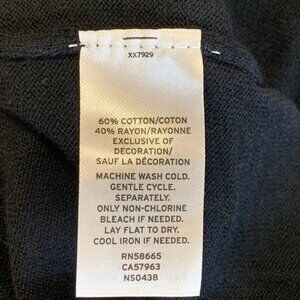 XX7929
60% COTTON/COTON
40% RAYON/RAYONNE
EXCLUSIVE OF
DECORATION/
SAUF LA DÉCORATION
MACHINE WASH COLD.
GENTLE CYCLE.
SEPARATELY.
ONLY NON-CHLORINE
BLEACH IF NEEDED.
LAY FLAT TO DRY.
COOL IRON IF NEEDED.
RN58665
CA57963
NS0438